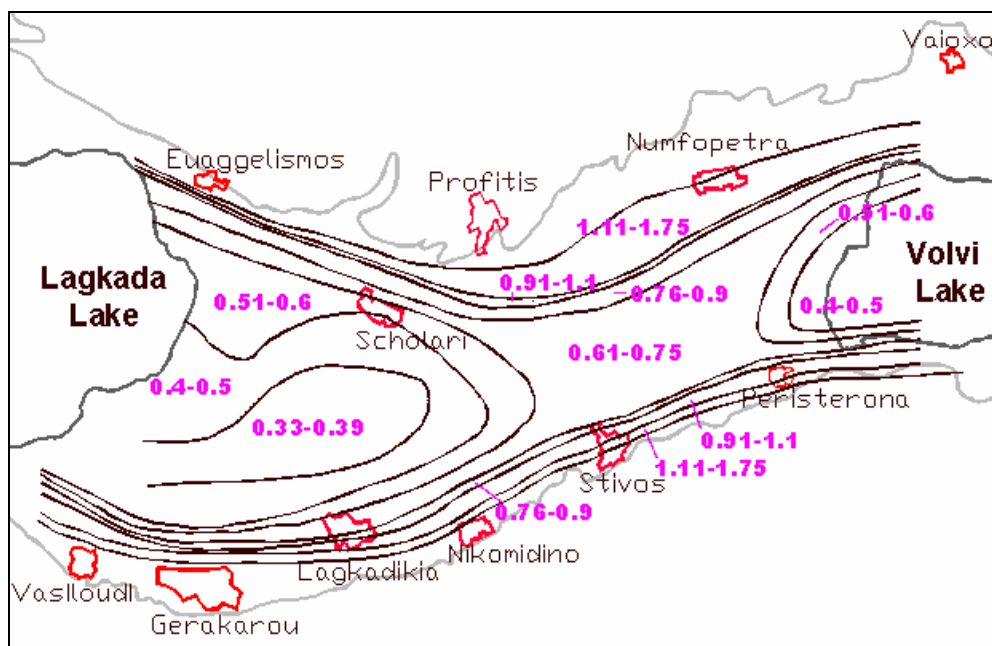 Vaioxo
Numfopetra
Euaggelismos
Profitis
0.51-0.6
1.11-1.75
Lagkada
Lake
Volvi
Lake
0.91-1.1
0.76-0.9
0.51-0.6
0.4-0.5
Scholari
0.61-0.75
0.4-0.5
Peristerona
0.33-0.39
0.91-1.1
1.11-1.75
Stivos
0.76-0.9
Nikomidino
Lagkadikia
Vasiloudi
Gerakarou